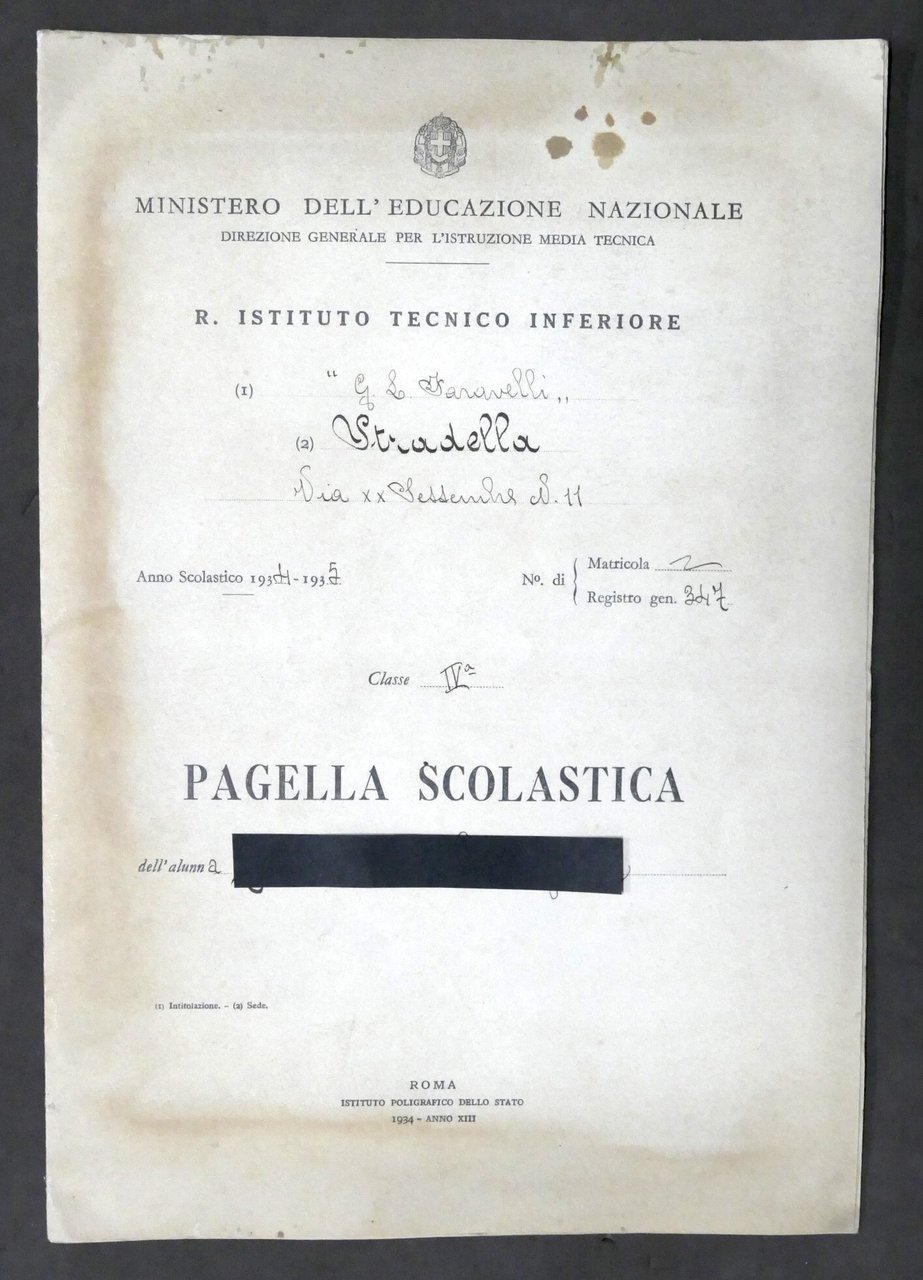 MINISTERO DELL'EDUCAZIONE NAZIONALE
DIREZIONE GENERALE PER L'ISTRUZIONE MEDIA TECNICA
R. ISTITUTO TECNICO INFERIORE
(1) "G. L. Faravelli"
(2) Stradella
Via XX Settembre N. 11
Anno Scolastico 1934-1935
No. di
Matricola
Registro gen. 347
Classe IVa
PAGELLA SCOLASTICA
dell'alunna
(1) Intitolazione. - (2) Sede.
ROMA
ISTITUTO POLIGRAFICO DELLO STATO
1934 - ANNO XIII